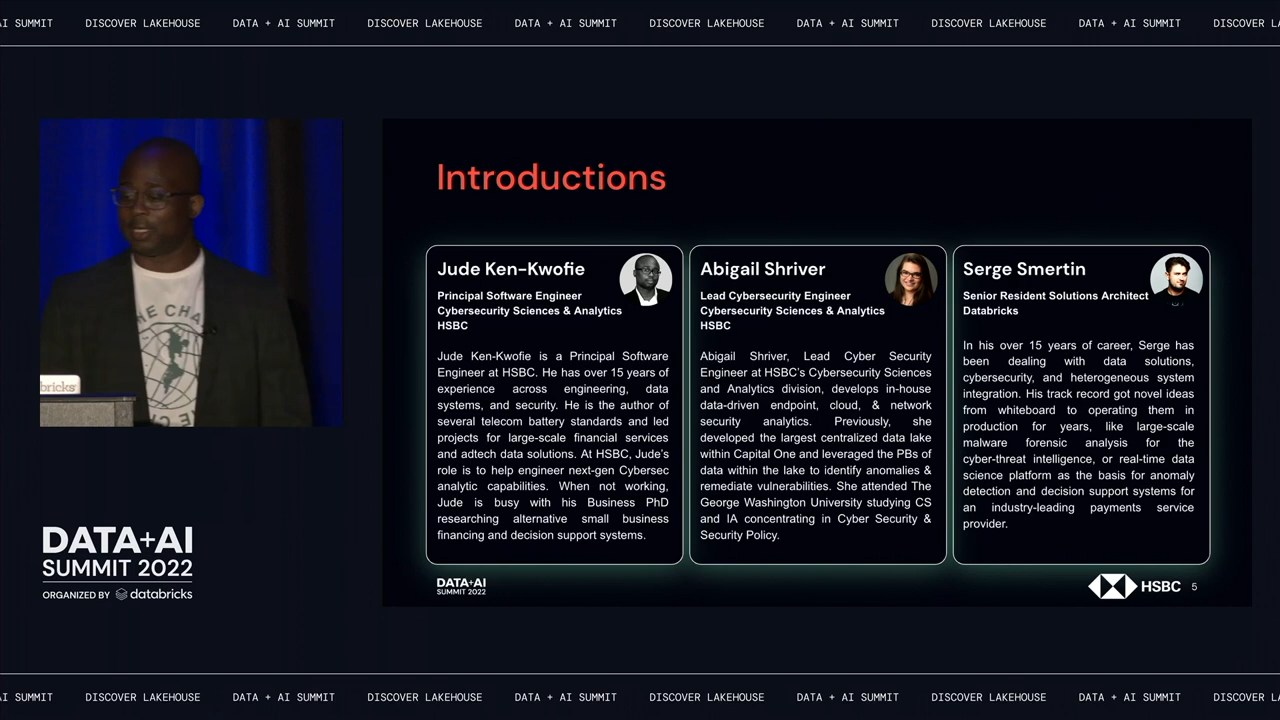 AI SUMMIT DATA + AI SUMMIT DISCOVER LAKEHOUSE DATA + AI SUMMIT DISCOVER LAKEHOUSE DATA + AI SUMMIT DISCOVER LAKEHOUSE DATA + AI SUMMIT DISCOVER
Introductions
Jude Ken-Kwofie
Principal Software Engineer
Cybersecurity Sciences & Analytics
HSBC
Jude Ken-Kwofie is a Principal Software
Engineer at HSBC. He has over 15 years of
experience across engineering, data
systems, and security. He is the author of
several telecom battery standards and led
projects for large-scale financial services
and adtech data solutions. At HSBC, Jude's
role is to help engineer next-gen Cybersec
analytic capabilities. When not working,
Jude is busy with his Business PhD
researching alternative small business
financing and decision support systems.
Abigail Shriver
Lead Cybersecurity Engineer
Cybersecurity Sciences & Analytics
HSBC
Abigail Shriver, Lead Cyber Security
Engineer at HSBC's Cybersecurity Sciences
and Analytics division, develops in-house
data-driven endpoint, cloud, & network
security analytics. Previously, she
developed the largest centralized data lake
within Capital One and leveraged the PBs of
data within the lake to identify anomalies &
remediate vulnerabilities. She attended The
George Washington University studying CS
and IA concentrating in Cyber Security &
Security Policy.
Serge Smertin
Senior Resident Solutions Architect
Databricks
In his over 15 years of career, Serge has
been dealing with data solutions,
cybersecurity, and heterogeneous system
integration. His track record got novel ideas
from whiteboard to operating them in
production for years, like large-scale
malware forensic analysis for the
cyber-threat intelligence, or real-time data
science platform as the basis for anomaly
detection and decision support systems for
an industry-leading payments service
provider.
DATA+AI
SUMMIT 2022
HSBC 5
THE CHA
bricks
DATA+AI
SUMMIT 2022
ORGANIZED BY databricks
AI SUMMIT DISCOVER LAKEHOUSE DATA + AI SUMMIT DISCOVER LAKEHOUSE DATA + AI SUMMIT DISCOVER LAKEHOUSE DATA + AI SUMMIT DISCOVER